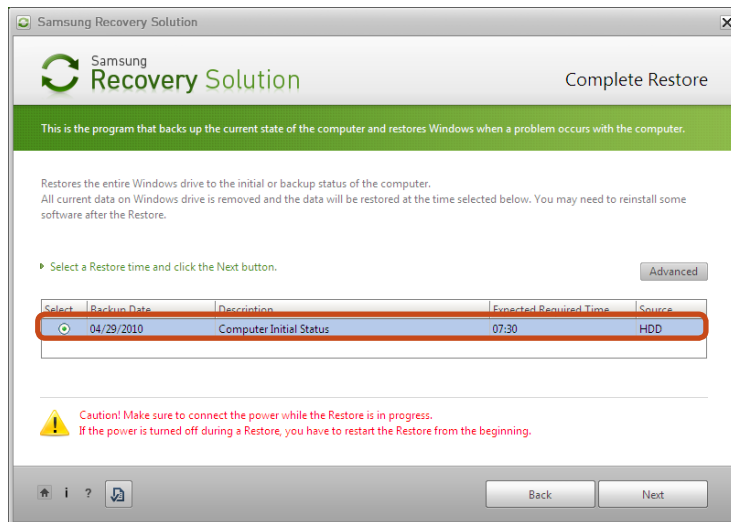 Samsung Recovery Solution
Samsung
Recovery Solution
Complete Restore
This is the program that backs up the current state of the computer and restores Windows when a problem occurs with the computer.
Restores the entire Windows drive to the initial or backup status of the computer.
All current data on Windows drive is removed and the data will be restored at the time selected below. You may need to reinstall some
software after the Restore.
Select a Restore time and click the Next button.
Advanced
Select Backup Date Description Expected Required Time Source
04/29/2010 Computer Initial Status 07:30 HDD
Caution! Make sure to connect the power while the Restore is in progress.
If the power is turned off during a Restore, you have to restart the Restore from the beginning.
i ? Back Next